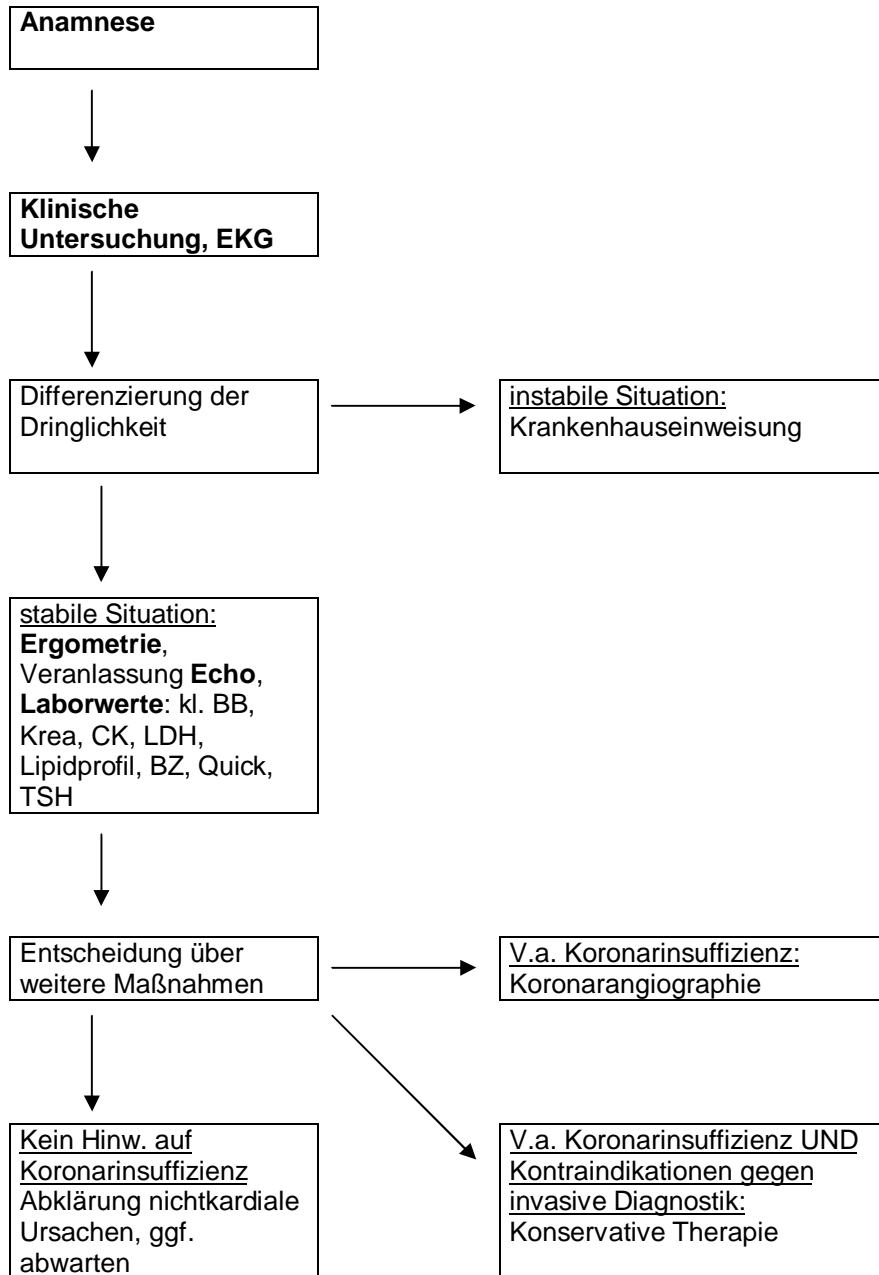 Anamnese
Klinische
Untersuchung, EKG
Differenzierung der
Dringlichkeit
instabile Situation:
Krankenhauseinweisung
stabile Situation:
Ergometrie,
Veranlassung Echo,
Laborwerte: kl. BB,
Krea, CK, LDH,
Lipidprofil, BZ, Quick,
TSH
Entscheidung über
weitere Maßnahmen
V.a. Koronarinsuffizienz:
Koronarangiographie
Kein Hinw. auf
Koronarinsuffizienz
Abklärung nichtkardiale
Ursachen, ggf.
abwarten
V.a. Koronarinsuffizienz UND
Kontraindikationen gegen
invasive Diagnostik:
Konservative Therapie